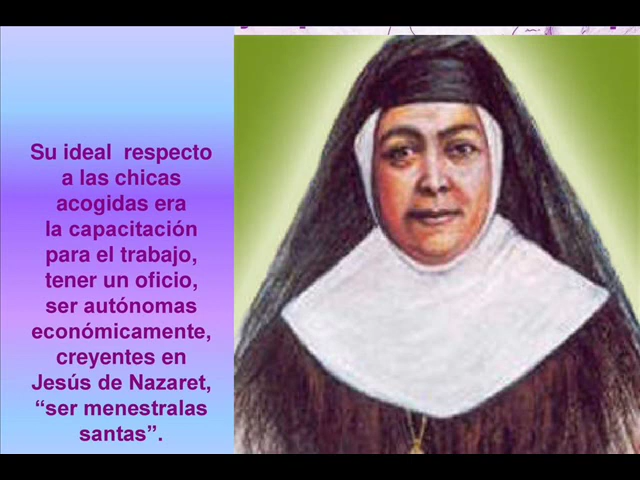 Su ideal respecto
a las chicas
acogidas era
la capacitación
para el trabajo,
tener un oficio,
ser autónomas
económicamente,
creyentes en
Jesús de Nazaret,
“ser menestralas
santas”.